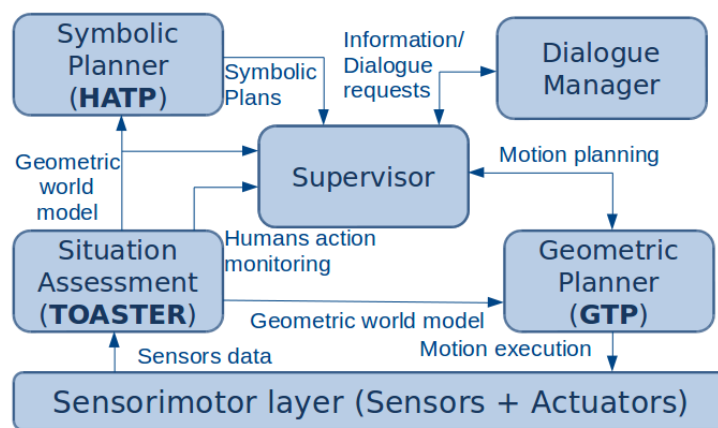 Symbolic
Planner
(HATP)
Symbolic
Plans
Information/
Dialogue
requests
Dialogue
Manager
Geometric
world
model
Supervisor
Motion planning
Situation
Assessment
(TOASTER)
Humans action
monitoring
Geometric
Planner
(GTP)
Geometric world model
Sensors data
Motion execution
Sensorimotor layer (Sensors + Actuators)